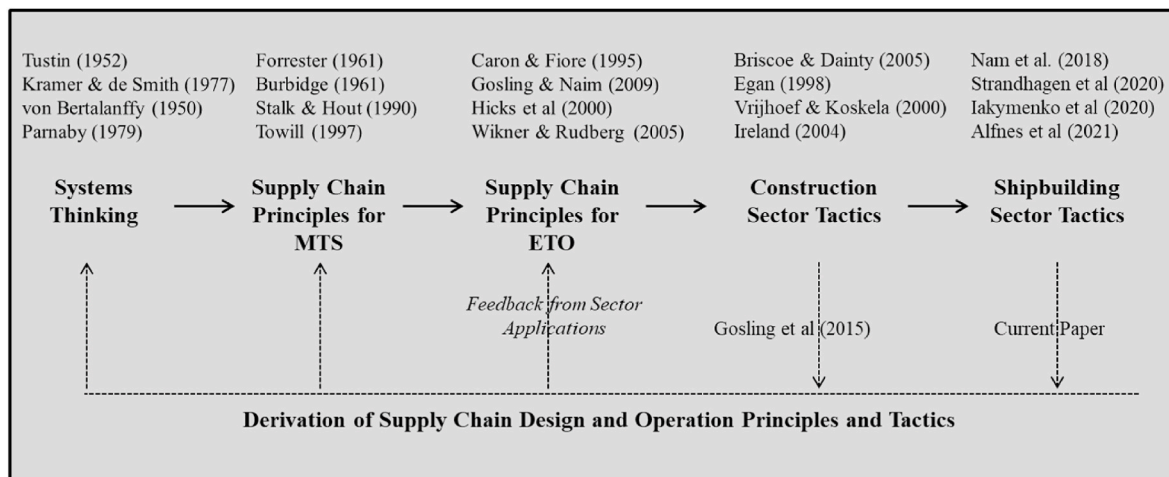 Tustin (1952)
Kramer & de Smith (1977)
von Bertalanffy (1950)
Parnaby (1979)
Forrester (1961)
Burbidge (1961)
Stalk & Hout (1990)
Towill (1997)
Caron & Fiore (1995)
Gosling & Naim (2009)
Hicks et al (2000)
Wikner & Rudberg (2005)
Briscoe & Dainty (2005)
Egan (1998)
Vrijhoef & Koskela (2000)
Ireland (2004)
Nam et al. (2018)
Strandhagen et al (2020)
Iakymenko et al (2020)
Alfnes et al (2021)
Systems
Thinking
Supply Chain
Principles for
MTS
Supply Chain
Principles for
ETO
Construction
Sector Tactics
Shipbuilding
Sector Tactics
Feedback from Sector
Applications
Gosling et al (2015)
Current Paper
Derivation of Supply Chain Design and Operation Principles and Tactics